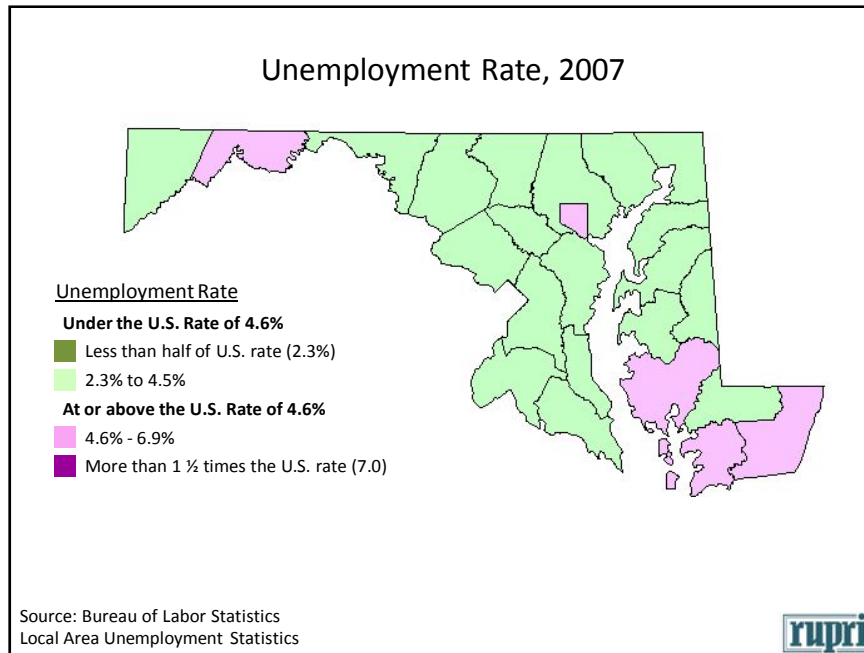 Unemployment Rate, 2007
Unemployment Rate
Under the U.S. Rate of 4.6%
Less than half of U.S. rate (2.3%)
2.3% to 4.5%
At or above the U.S. Rate of 4.6%
4.6% - 6.9%
More than 1 ½ times the U.S. rate (7.0)
Source: Bureau of Labor Statistics
Local Area Unemployment Statistics
rupri